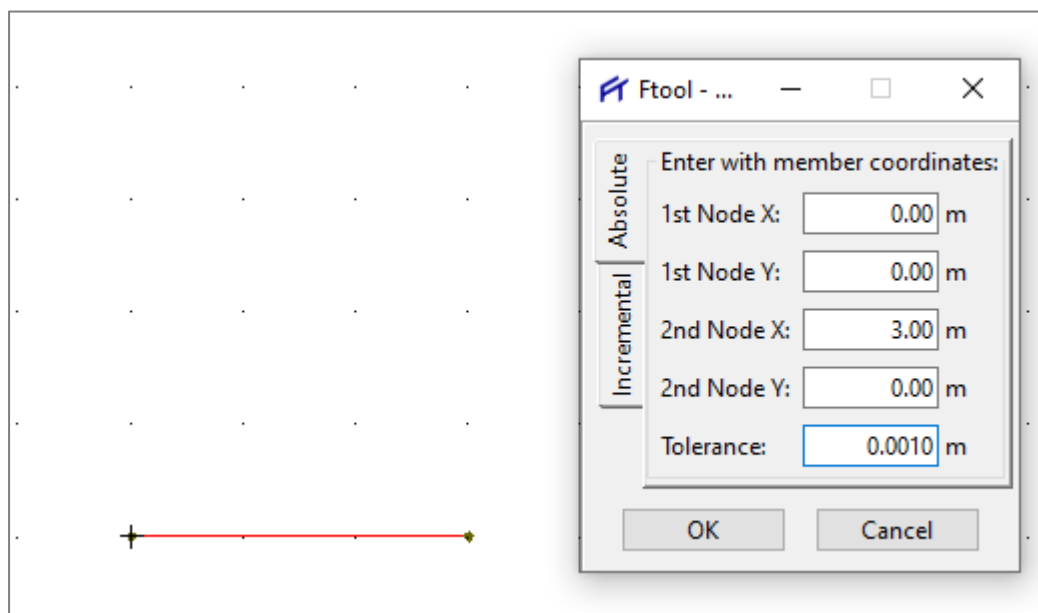 Ftool - ...
Absolute
Incremental
Enter with member coordinates:
1st Node X: 0.00 m
1st Node Y: 0.00 m
2nd Node X: 3.00 m
2nd Node Y: 0.00 m
Tolerance: 0.0010 m
OK Cancel